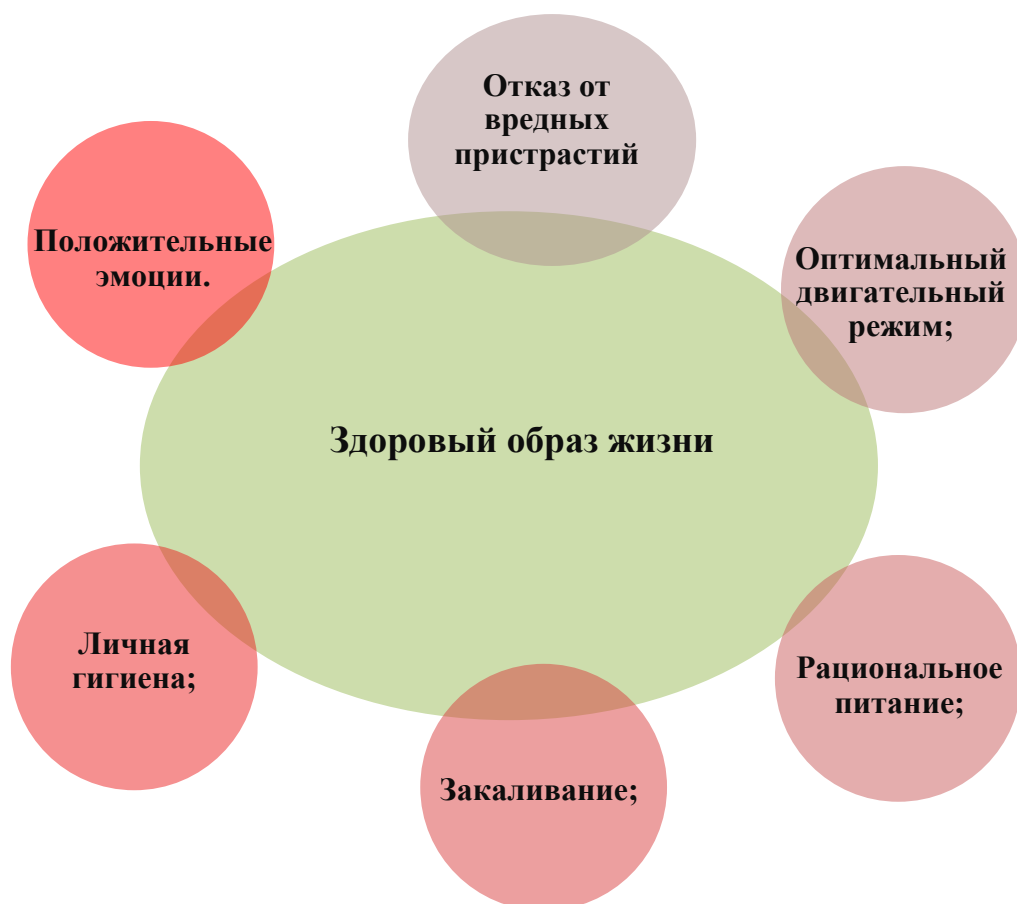 Отказ от
вредных
пристрастий
Положительные
эмоции.
Оптимальный
двигательный
режим;
Здоровый образ жизни
Личная
гигиена;
Рациональное
питание;
Закаливание;